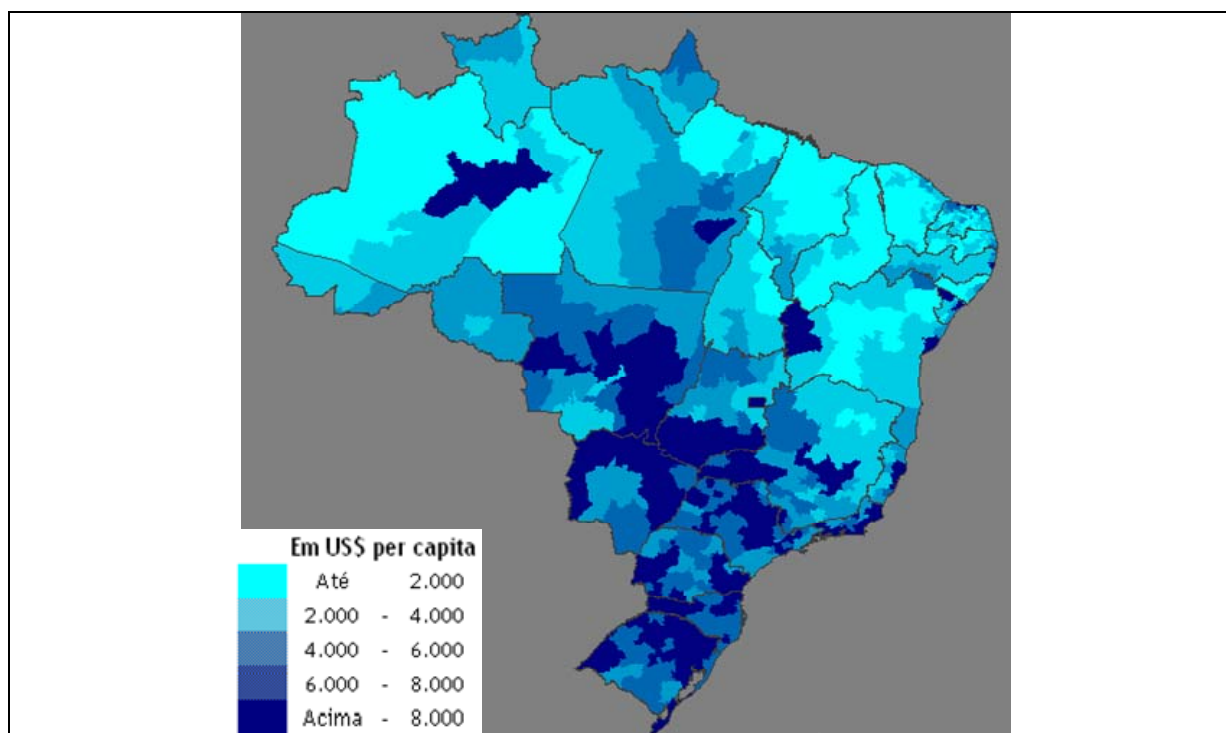 Em US$ per capita
Até 2.000
2.000 - 4.000
4.000 - 6.000
6.000 - 8.000
Acima - 8.000